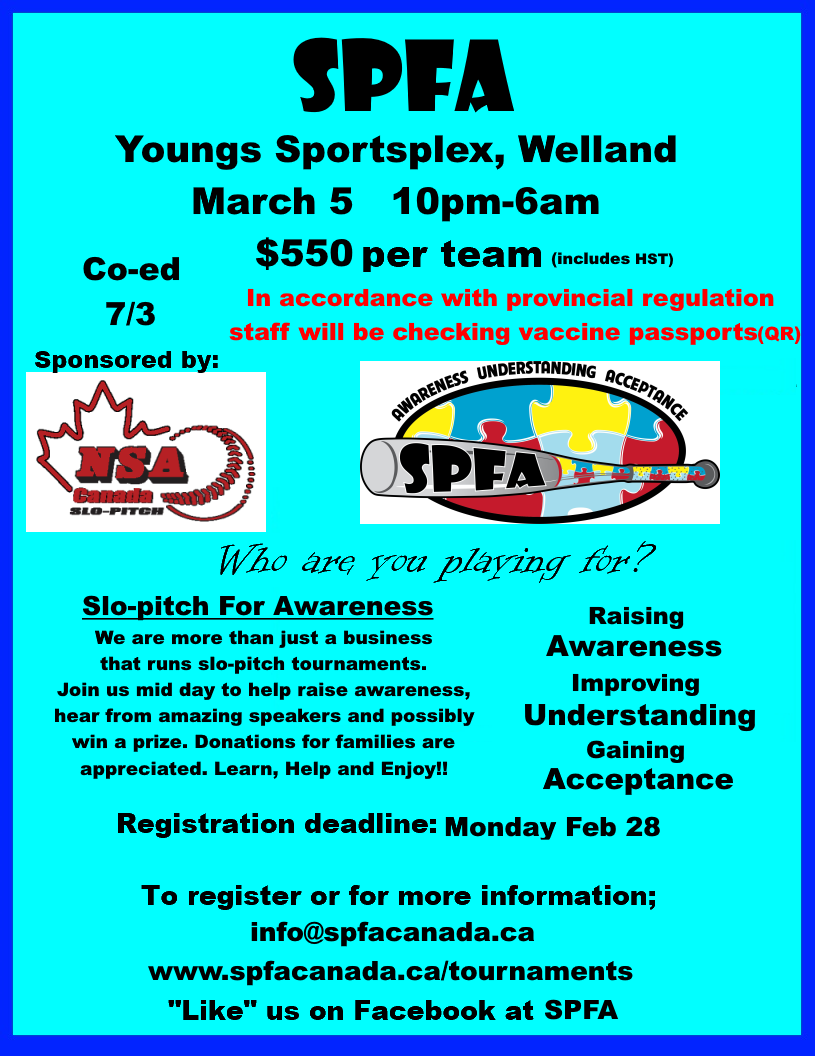 SPFA
Youngs Sportsplex, Welland
March 5 10pm-6am
$550 per team (includes HST)
Co-ed
7/3
In accordance with provincial regulation
staff will be checking vaccine passports(QR)
Sponsored by:
NSA
Canada
SLO-PITCH
AWARENESS UNDERSTANDING ACCEPTANCE
SPFA
Who are you playing for?
Slo-pitch For Awareness
We are more than just a business
that runs slo-pitch tournaments.
Join us mid day to help raise awareness,
hear from amazing speakers and possibly
win a prize. Donations for families are
appreciated. Learn, Help and Enjoy!!
Raising
Awareness
Improving
Understanding
Gaining
Acceptance
Registration deadline: Monday Feb 28
To register or for more information;
info@spfacanada.ca
www.spfacanada.ca/tournaments
"Like" us on Facebook at SPFA